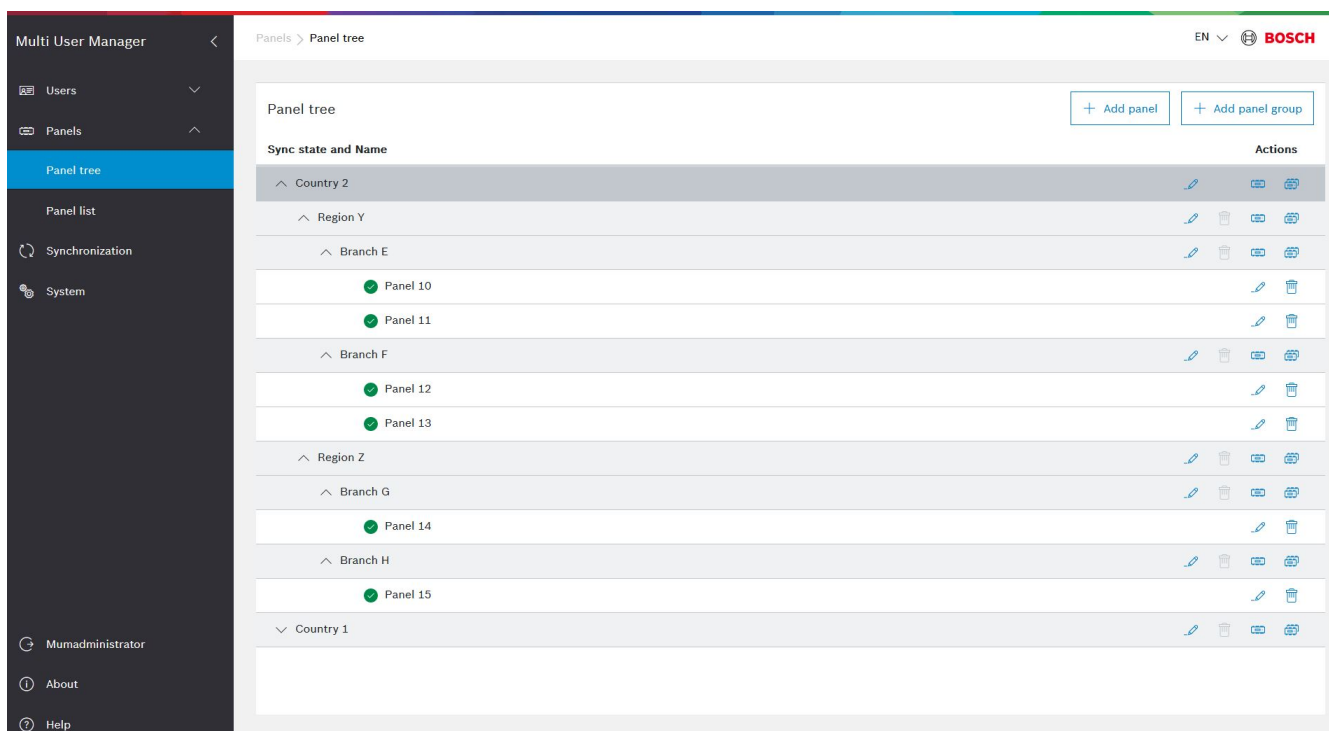 Multi User Manager
Panels > Panel tree
EN
BOSCH
Users
Panels
Panel tree
Panel list
Synchronization
System
Mumadministrator
About
Help
Panel tree
+ Add panel
+ Add panel group
Sync state and Name
Actions
Country 2
Region Y
Branch E
Panel 10
Panel 11
Branch F
Panel 12
Panel 13
Region Z
Branch G
Panel 14
Branch H
Panel 15
Country 1